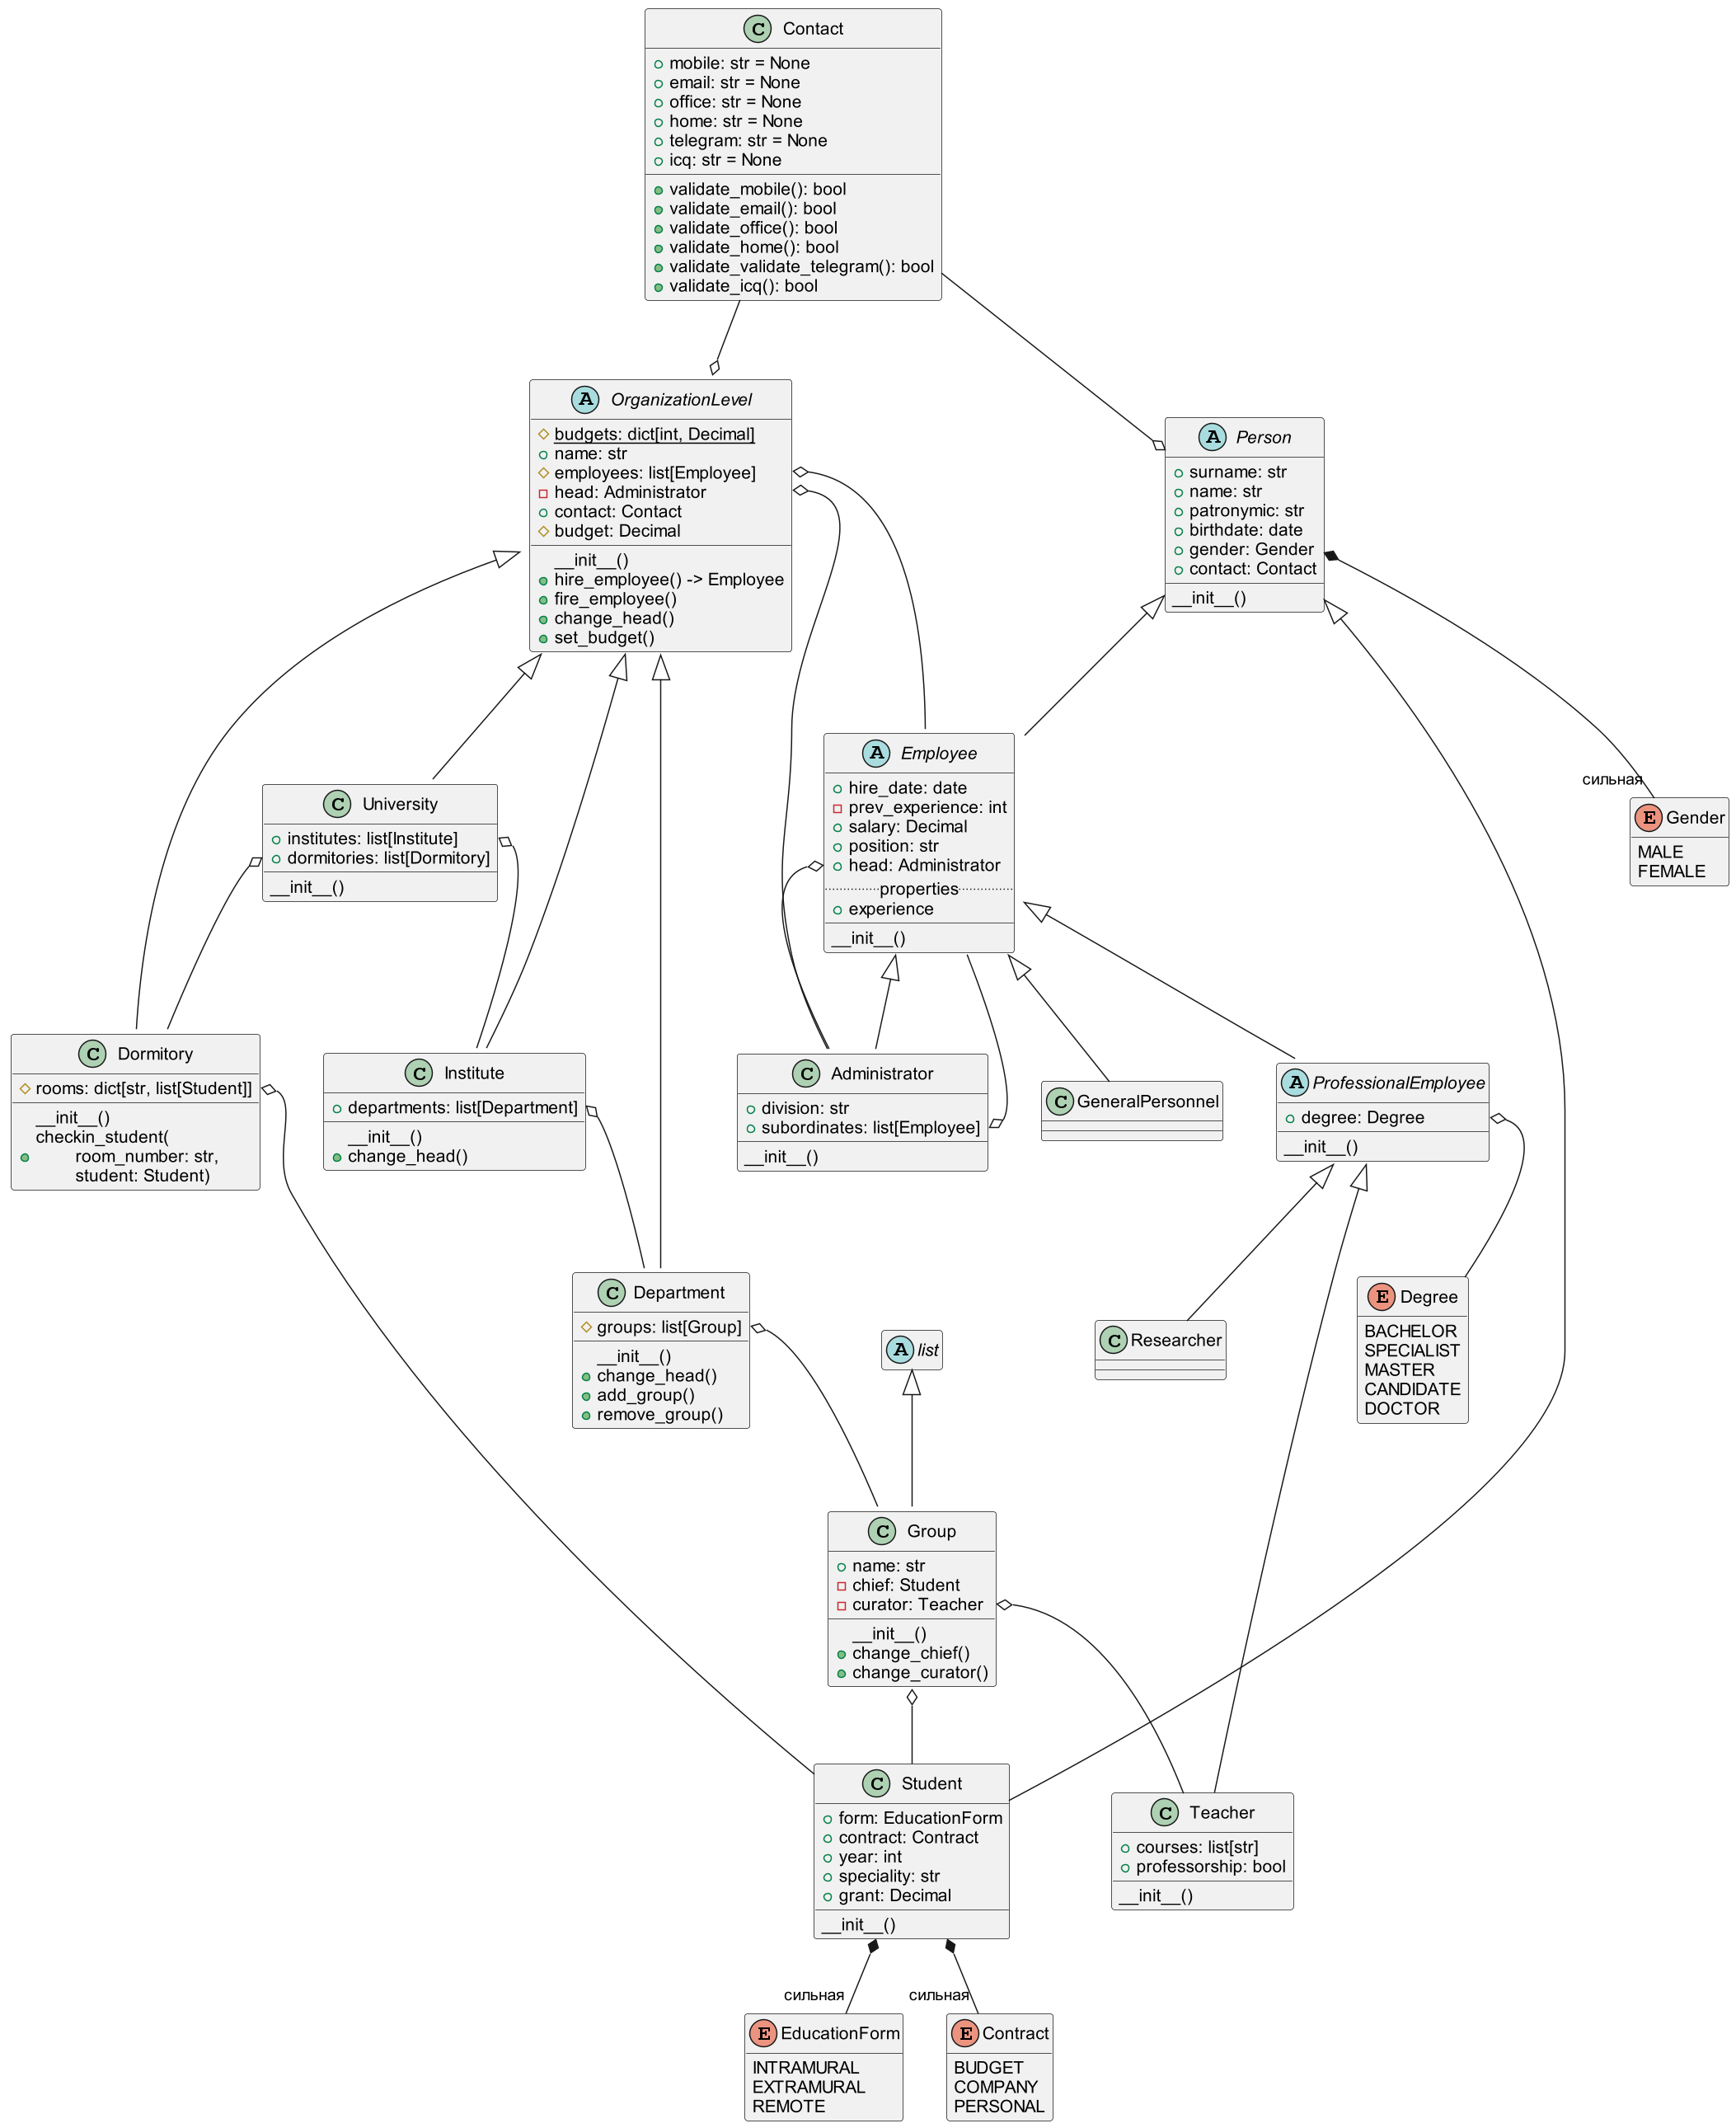 Contact
mobile: str = None
email: str = None
office: str = None
home: str = None
telegram: str = None
icq: str = None
validate_mobile(): bool
validate_email(): bool
validate_office(): bool
validate_home(): bool
validate_validate_telegram(): bool
validate_icq(): bool
OrganizationLevel
budgets: dict[int, Decimal]
name: str
employees: list[Employee]
head: Administrator
contact: Contact
budget: Decimal
__init__()
hire_employee() -> Employee
fire_employee()
change_head()
set_budget()
Person
surname: str
name: str
patronymic: str
birthdate: date
gender: Gender
contact: Contact
__init__()
University
institutes: list[Institute]
dormitories: list[Dormitory]
__init__()
Employee
hire_date: date
prev_experience: int
salary: Decimal
position: str
head: Administrator
properties
experience
__init__()
сильная
Gender
MALE
FEMALE
Dormitory
rooms: dict[str, list[Student]]
__init__()
checkin_student(
room_number: str,
student: Student)
Institute
departments: list[Department]
__init__()
change_head()
Administrator
division: str
subordinates: list[Employee]
__init__()
GeneralPersonnel
ProfessionalEmployee
degree: Degree
__init__()
Department
groups: list[Group]
__init__()
change_head()
add_group()
remove_group()
list
Researcher
Degree
BACHELOR
SPECIALIST
MASTER
CANDIDATE
DOCTOR
Group
name: str
chief: Student
curator: Teacher
__init__()
change_chief()
change_curator()
Student
form: EducationForm
contract: Contract
year: int
speciality: str
grant: Decimal
__init__()
Teacher
courses: list[str]
professorship: bool
__init__()
сильная
сильная
EducationForm
INTRAMURAL
EXTRAMURAL
REMOTE
Contract
BUDGET
COMPANY
PERSONAL